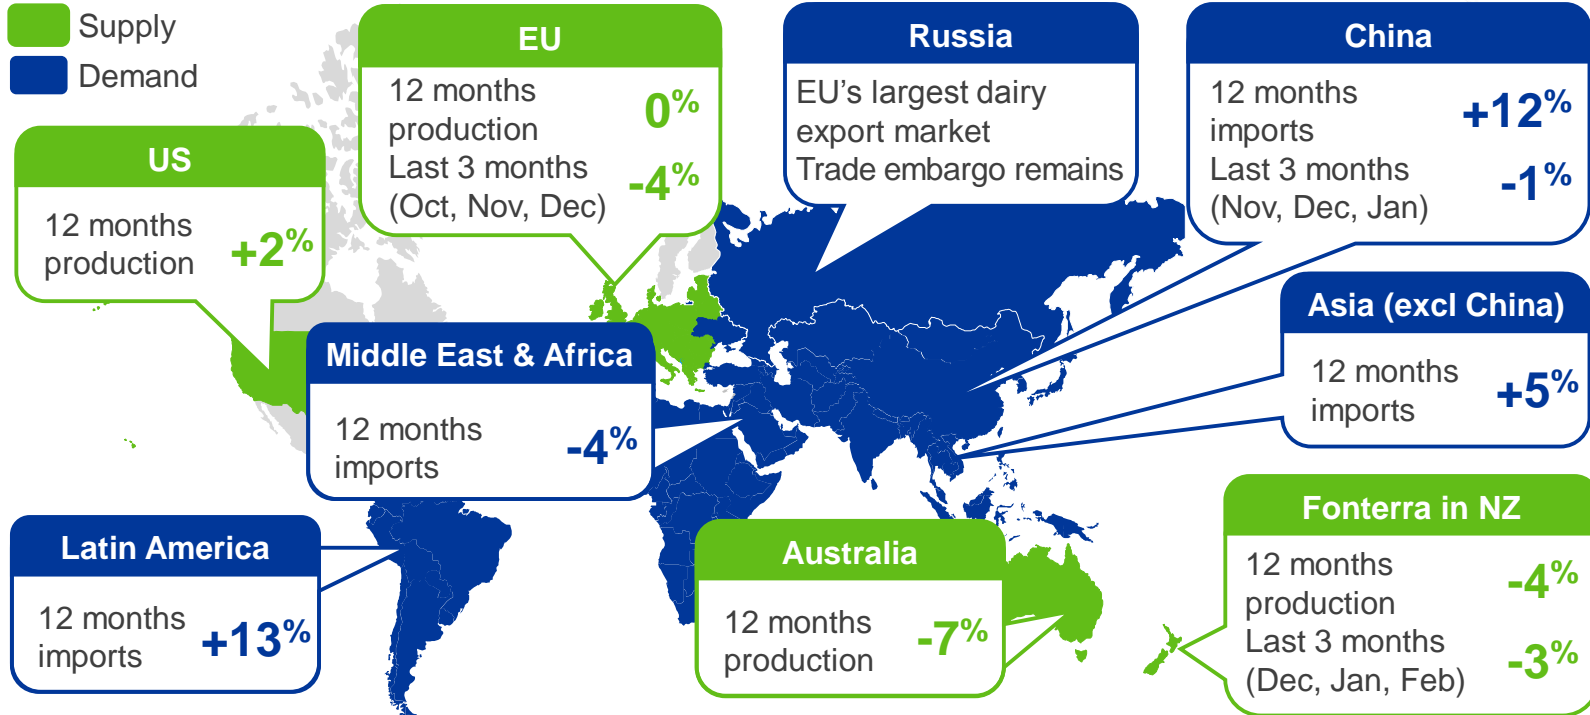 Supply
Demand
EU
12 months
production
0%
Last 3 months
(Oct, Nov, Dec)
-4%
Russia
EU's largest dairy
export market
Trade embargo remains
China
12 months
imports
+12%
Last 3 months
(Nov, Dec, Jan)
-1%
US
12 months
production
+2%
Middle East & Africa
12 months
imports
-4%
Asia (excl China)
12 months
imports
+5%
Latin America
12 months
imports
+13%
Australia
12 months
production
-7%
Fonterra in NZ
12 months
production
-4%
Last 3 months
(Dec, Jan, Feb)
-3%